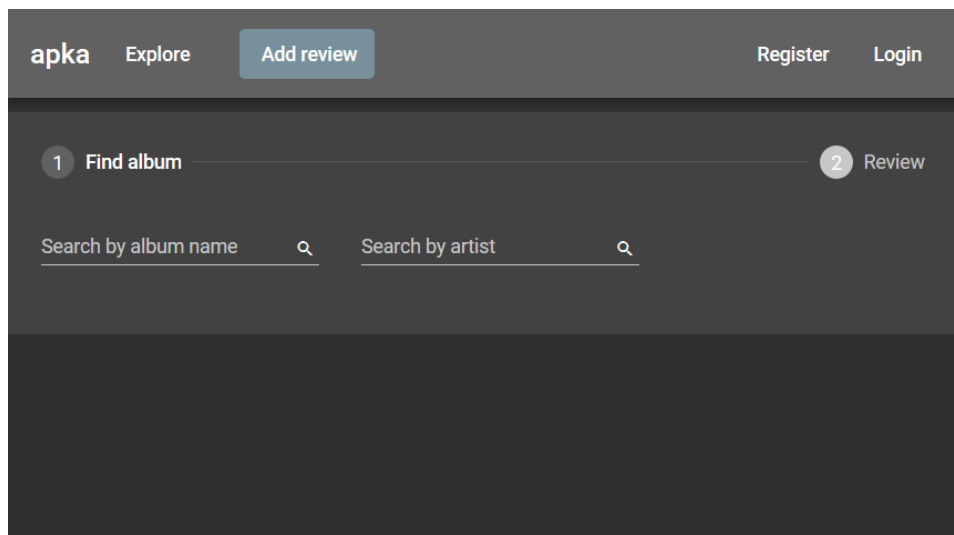 apka Explore Add review Register Login
1 Find album 2 Review
Search by album name Search by artist